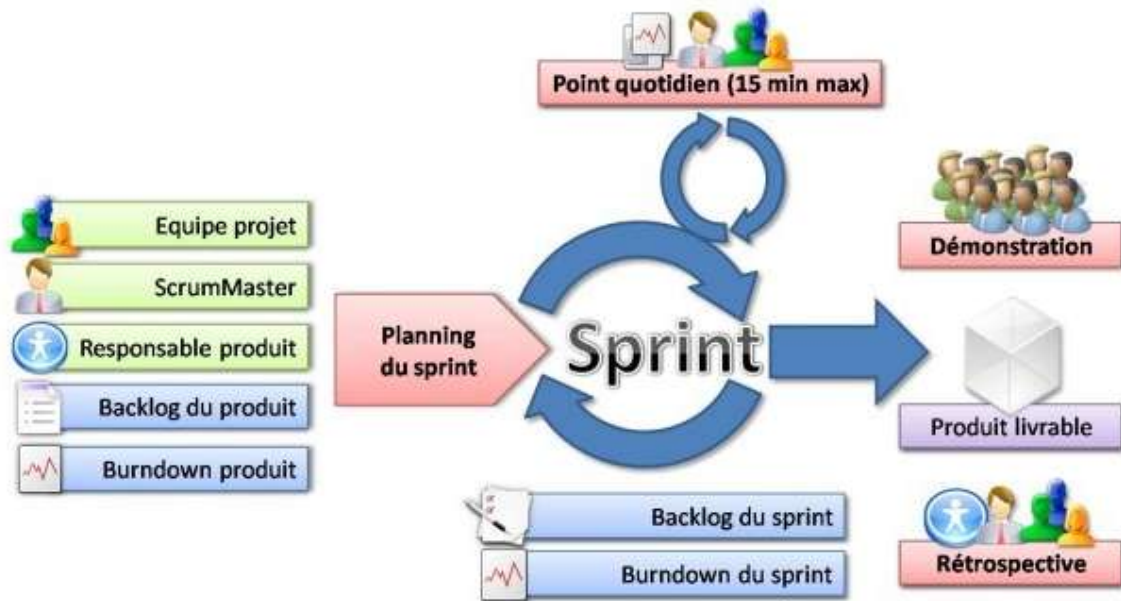 Point quotidien (15 min max)
Equipe projet
ScrumMaster
Responsable produit
Backlog du produit
Burndown produit
Planning
du sprint
Sprint
Démonstration
Produit livrable
Backlog du sprint
Burndown du sprint
Rétrospective